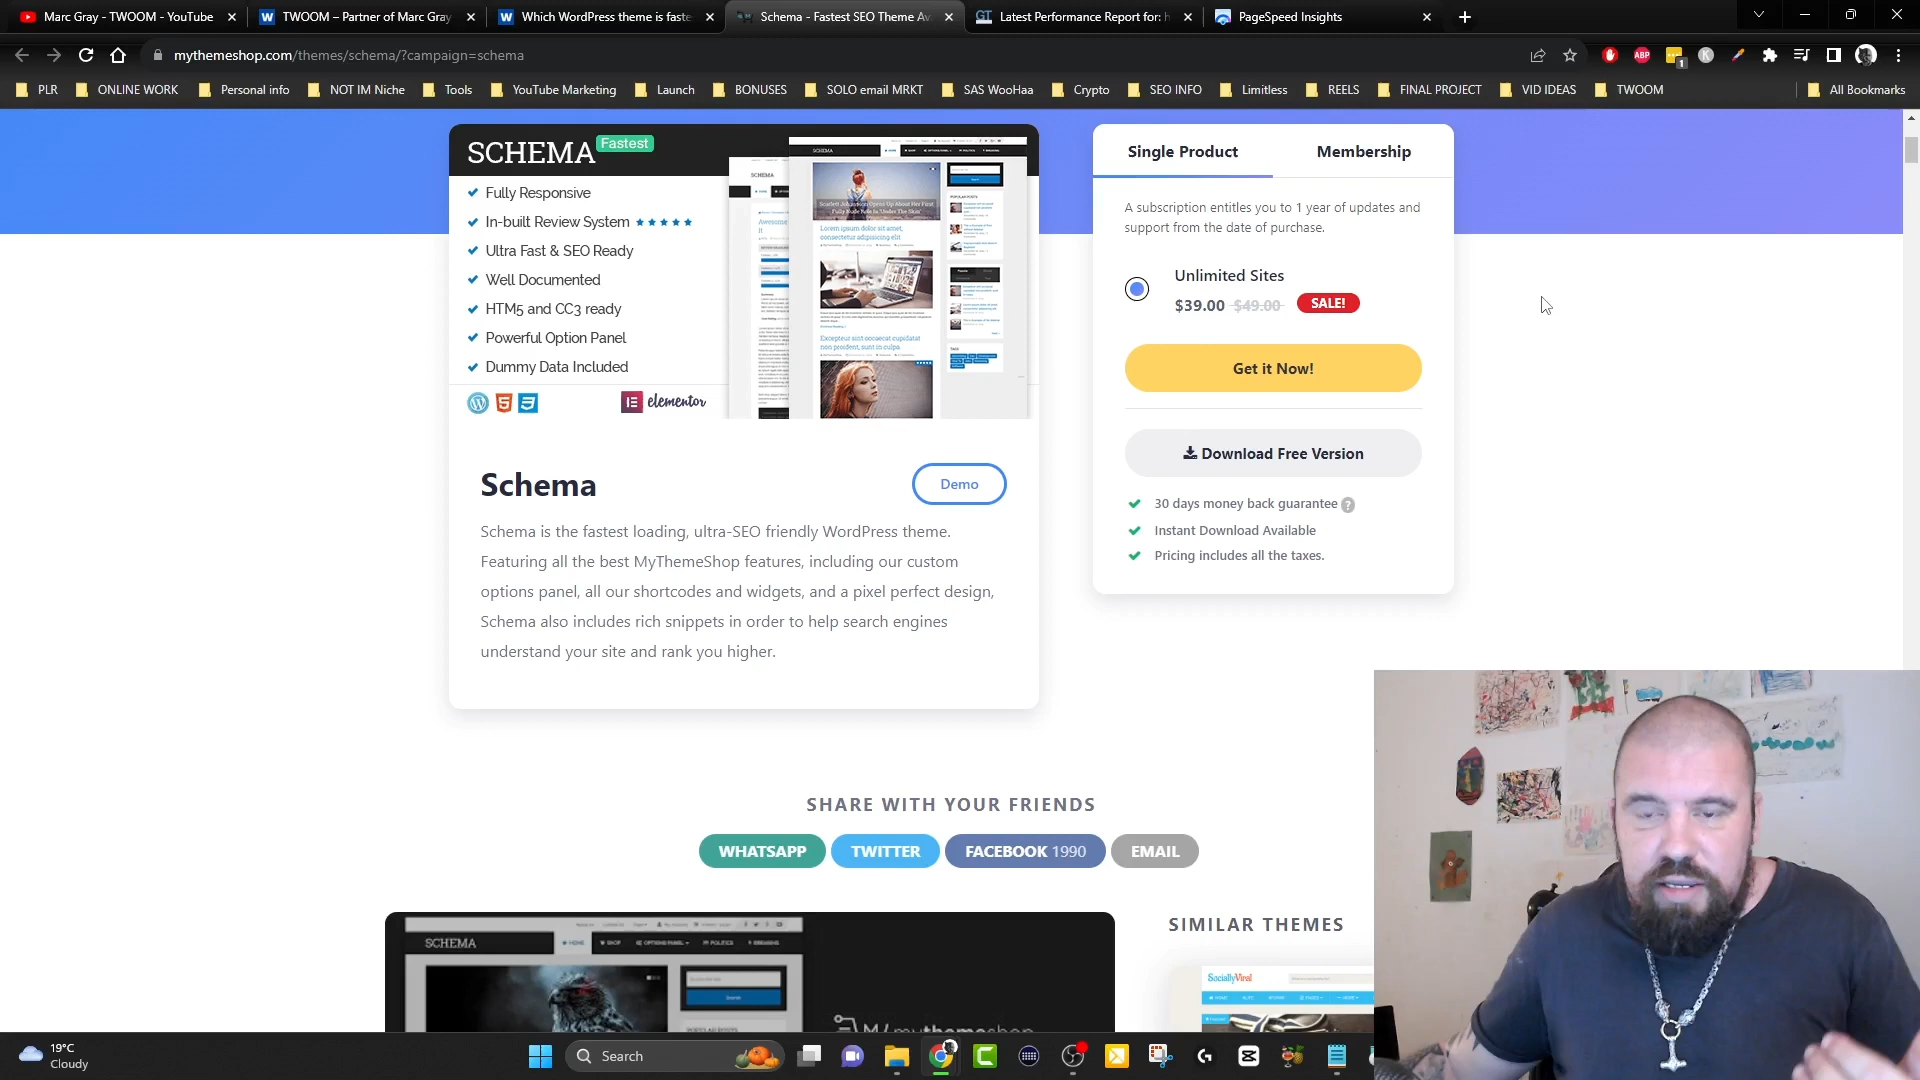 Marc Gray - TWOOM - YouTube
TWOOM – Partner of Marc Gray
Which WordPress theme is faste
Schema - Fastest SEO Theme Av
Latest Performance Report for: h
PageSpeed Insights
mythemeshop.com/themes/schema/?campaign=schema
PLR
ONLINE WORK
Personal info
NOT IM Niche
Tools
YouTube Marketing
Launch
BONUSES
SOLO email MRKT
SAS WooHaa
Crypto
SEO INFO
Limitless
REELS
FINAL PROJECT
VID IDEAS
TWOOM
All Bookmarks
SCHEMA Fastest
Fully Responsive
In-built Review System
Ultra Fast & SEO Ready
Well Documented
HTM5 and CC3 ready
Powerful Option Panel
Dummy Data Included
elementor
Schema
Demo
Schema is the fastest loading, ultra-SEO friendly WordPress theme.
Featuring all the best MyThemeShop features, including our custom
options panel, all our shortcodes and widgets, and a pixel perfect design,
Schema also includes rich snippets in order to help search engines
understand your site and rank you higher.
Single Product
Membership
A subscription entitles you to 1 year of updates and
support from the date of purchase.
Unlimited Sites
$39.00 $49.00 SALE!
Get it Now!
Download Free Version
30 days money back guarantee ?
Instant Download Available
Pricing includes all the taxes.
SHARE WITH YOUR FRIENDS
WHATSAPP
TWITTER
FACEBOOK 1990
EMAIL
SCHEMA
HOME
SHOP
OPTIONS PANEL
POLITICS
mythemeshop
SIMILAR THEMES
SociallyViral
19°C
Cloudy
Search